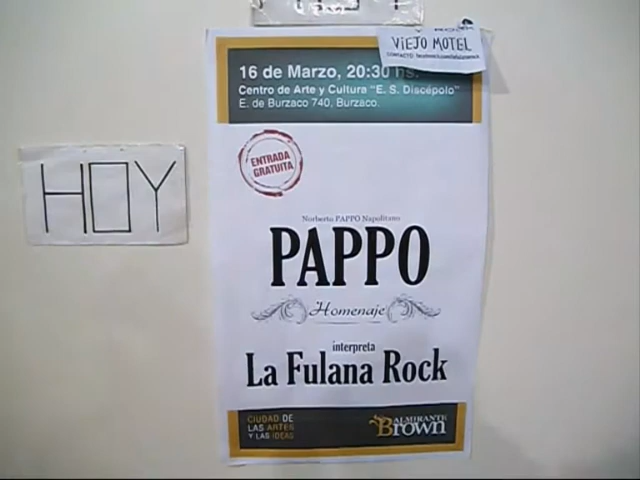 HOY
VIEJO MOTEL
16 de Marzo, 20:30 hs.
Centro de Arte y Cultura "E. S. Discépolo"
E. de Burzaco 740, Burzaco.
ENTRADA
GRATUITA
Norberto PAPPO Napolitano
PAPPO
Homenaje
interpreta
La Fulana Rock
CIUDAD DE
LAS ARTES
Y LAS IDEAS
ALMIRANTE
Brown